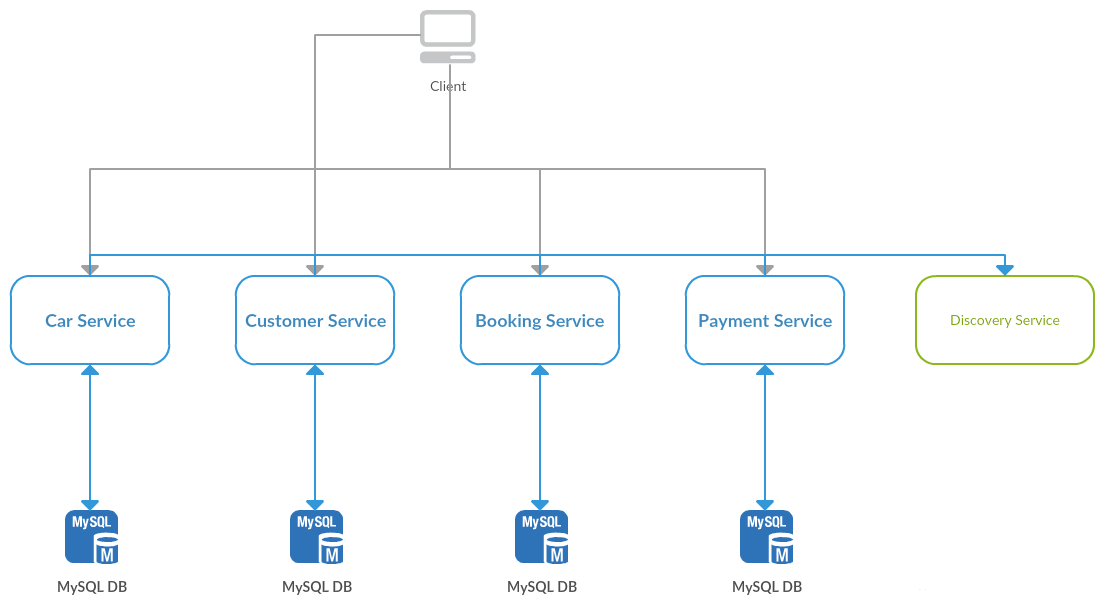 Client
Car Service
Customer Service
Booking Service
Payment Service
Discovery Service
MySQL
M
MySQL
M
MySQL
M
MySQL
M
MySQL DB
MySQL DB
MySQL DB
MySQL DB